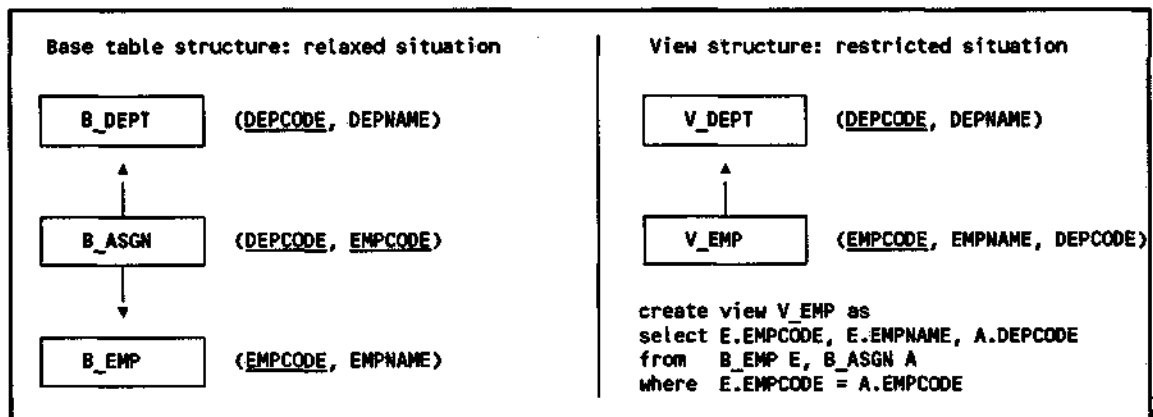 Base table structure: relaxed situation
B_DEPT (DEPCODE, DEPNAME)
B_ASGN (DEPCODE, EMPCODE)
B_EMP (EMPCODE, EMPNAME)
View structure: restricted situation
V_DEPT (DEPCODE, DEPNAME)
V_EMP (EMPCODE, EMPNAME, DEPCODE)
create view V_EMP as
select E.EMPCODE, E.EMPNAME, A.DEPCODE
from B_EMP E, B_ASGN A
where E.EMPCODE = A.EMPCODE